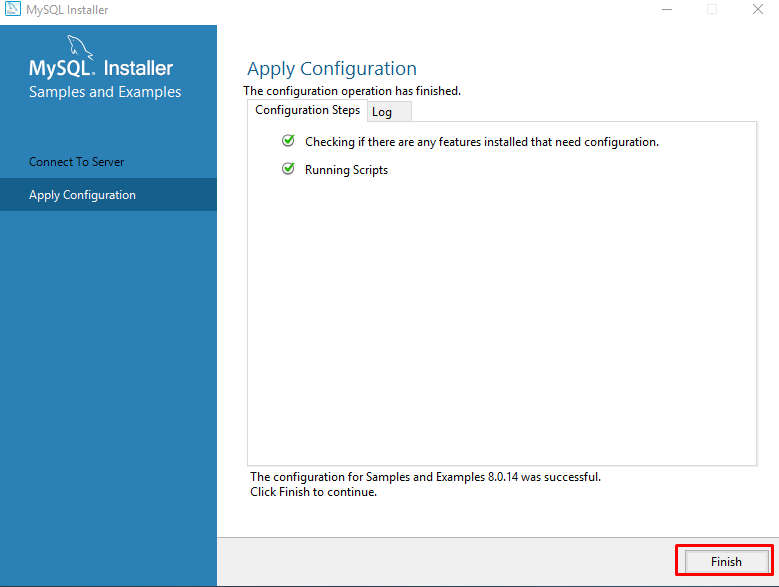 MySQL Installer
MySQL. Installer
Samples and Examples
Connect To Server
Apply Configuration
Apply Configuration
The configuration operation has finished.
Configuration Steps
Log
Checking if there are any features installed that need configuration.
Running Scripts
The configuration for Samples and Examples 8.0.14 was successful.
Click Finish to continue.
Finish